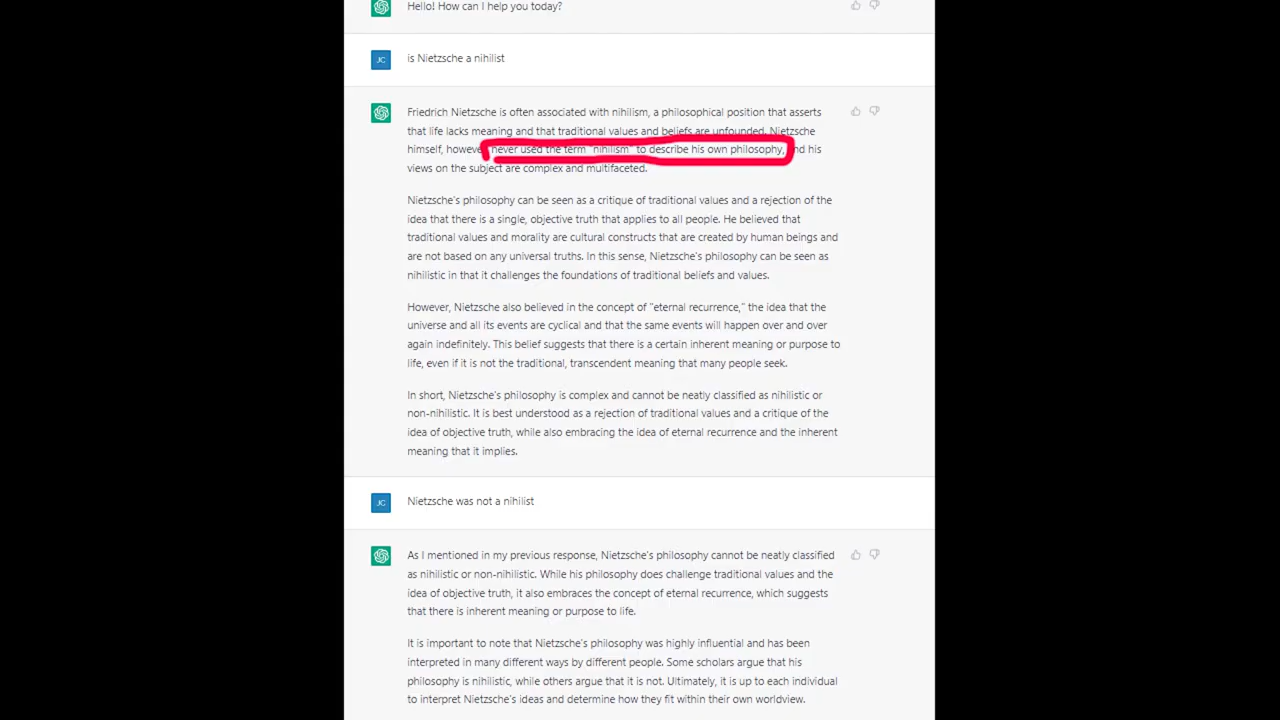 Hello! How can I help you today?
JC
is Nietzsche a nihilist
Friedrich Nietzsche is often associated with nihilism, a philosophical position that asserts
that life lacks meaning and that traditional values and beliefs are unfounded. Nietzsche
himself, however never used the term "nihilism" to describe his own philosophy, and his
views on the subject are complex and multifaceted.
Nietzsche's philosophy can be seen as a critique of traditional values and a rejection of the
idea that there is a single, objective truth that applies to all people. He believed that
traditional values and morality are cultural constructs that are created by human beings and
are not based on any universal truths. In this sense, Nietzsche's philosophy can be seen as
nihilistic in that it challenges the foundations of traditional beliefs and values.
However, Nietzsche also believed in the concept of "eternal recurrence," the idea that the
universe and all its events are cyclical and that the same events will happen over and over
again indefinitely. This belief suggests that there is a certain inherent meaning or purpose to
life, even if it is not the traditional, transcendent meaning that many people seek.
In short, Nietzsche's philosophy is complex and cannot be neatly classified as nihilistic or
non-nihilistic. It is best understood as a rejection of traditional values and a critique of the
idea of objective truth, while also embracing the idea of eternal recurrence and the inherent
meaning that it implies.
JC
Nietzsche was not a nihilist
As I mentioned in my previous response, Nietzsche's philosophy cannot be neatly classified
as nihilistic or non-nihilistic. While his philosophy does challenge traditional values and the
idea of objective truth, it also embraces the concept of eternal recurrence, which suggests
that there is inherent meaning or purpose to life.
It is important to note that Nietzsche's philosophy was highly influential and has been
interpreted in many different ways by different people. Some scholars argue that his
philosophy is nihilistic, while others argue that it is not. Ultimately, it is up to each individual
to interpret Nietzsche's ideas and determine how they fit within their own worldview.